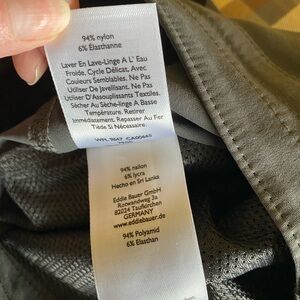 94% nylon
6% Elasthanne
Laver En Lave-Linge A L' Eau
Froide, Cycle Délicat, Avec
Couleurs Semblables. Ne Pas
Utiliser De Javellisant. Ne Pas
Utiliser D'Assouplissants Textiles.
Sécher Au Sèche-linge A Basse
Température. Retirer
Immédiatement. Repasser Au Fer
Tiède Si Nécessaire.
94% nailon
6% lycra
Hecho en Sri Lanka
Eddie Bauer GmbH
82024 Taufkirchen
GERMANY
www.eddiebauer.de
94% Polyamid
6% Elasthan